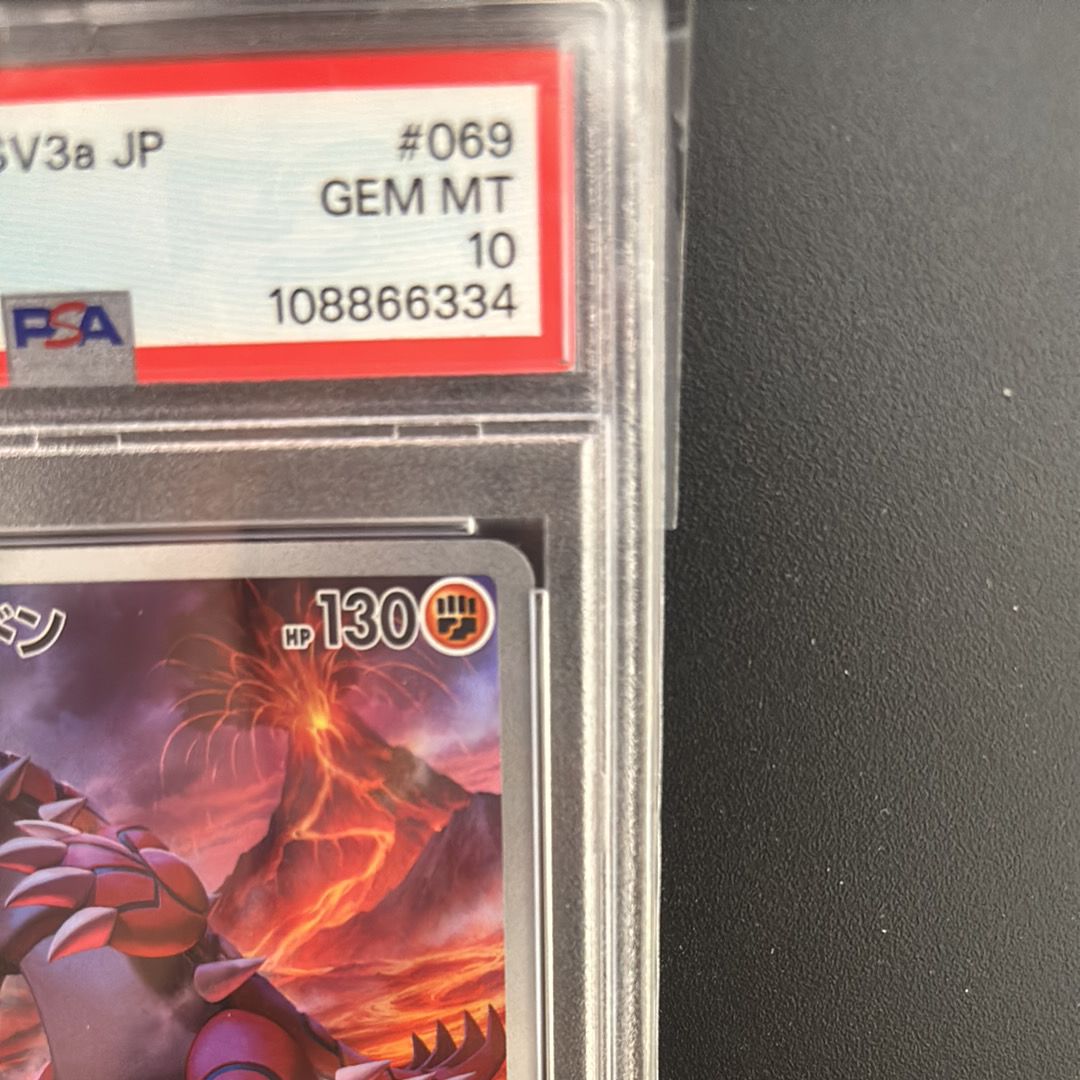 SV3a JP
#069
GEM MT
10
108866334
PSA
ドン
HP 130